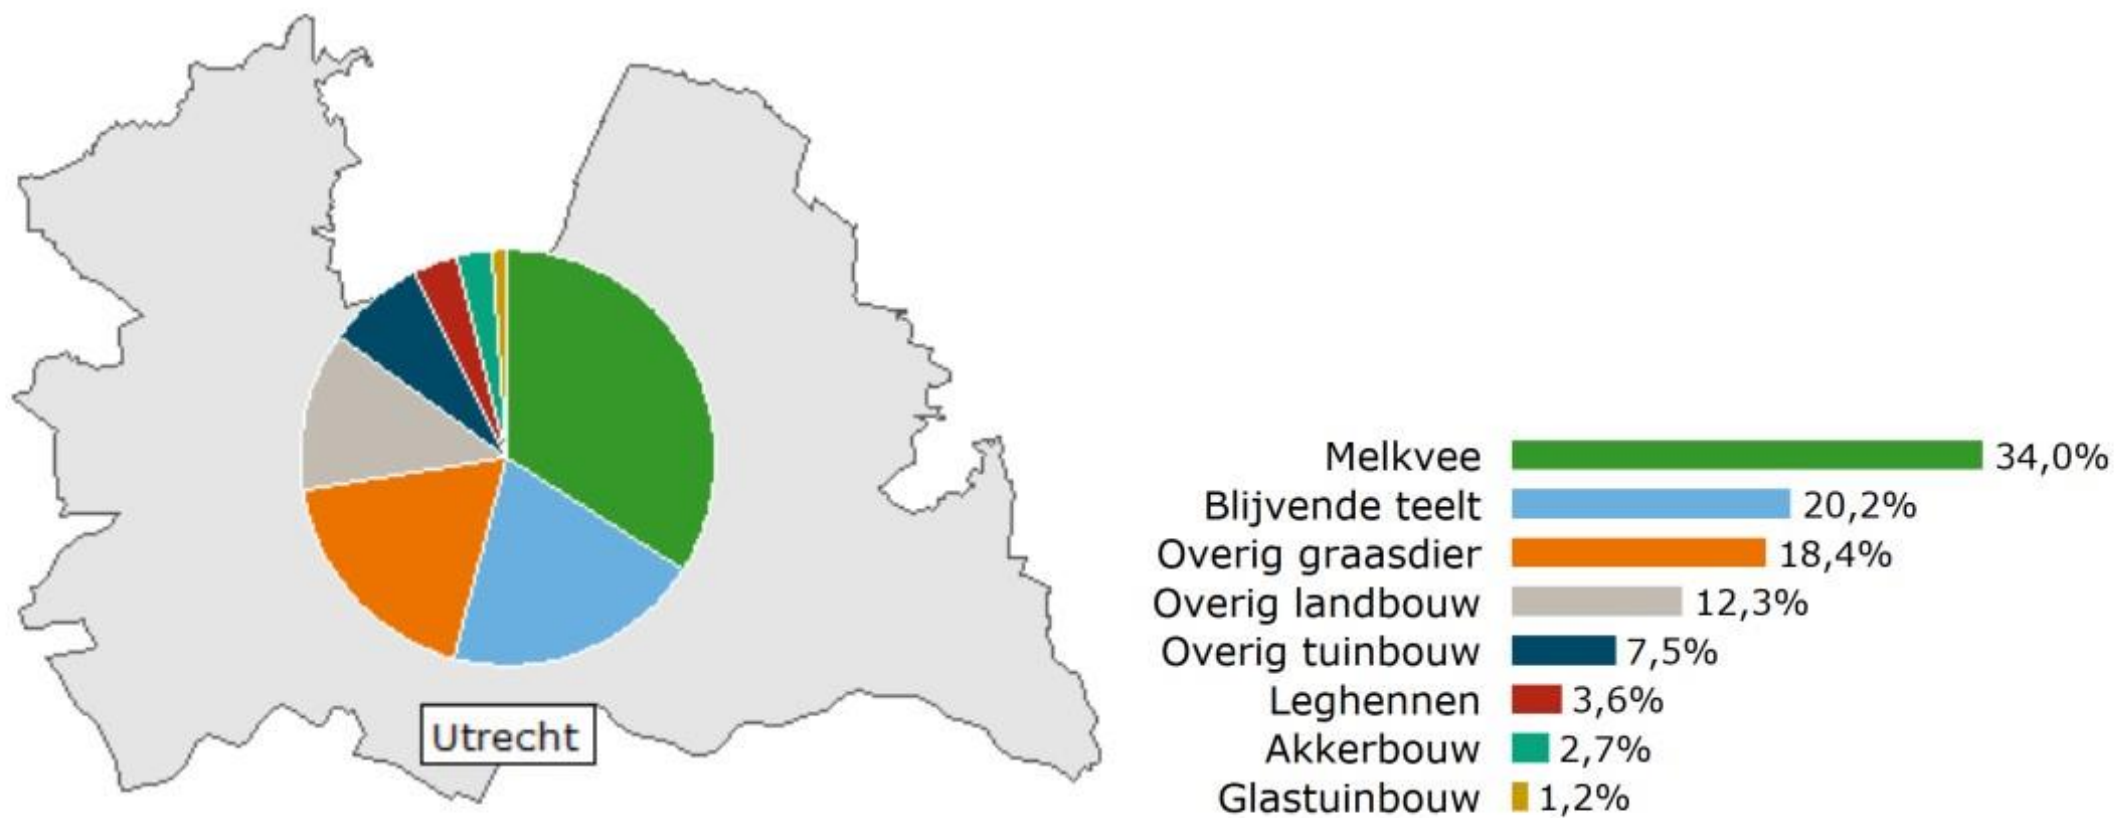 Utrecht
Melkvee 34,0%
Blijvende teelt 20,2%
Overig graasdier 18,4%
Overig landbouw 12,3%
Overig tuinbouw 7,5%
Leghennen 3,6%
Akkerbouw 2,7%
Glastuinbouw 1,2%